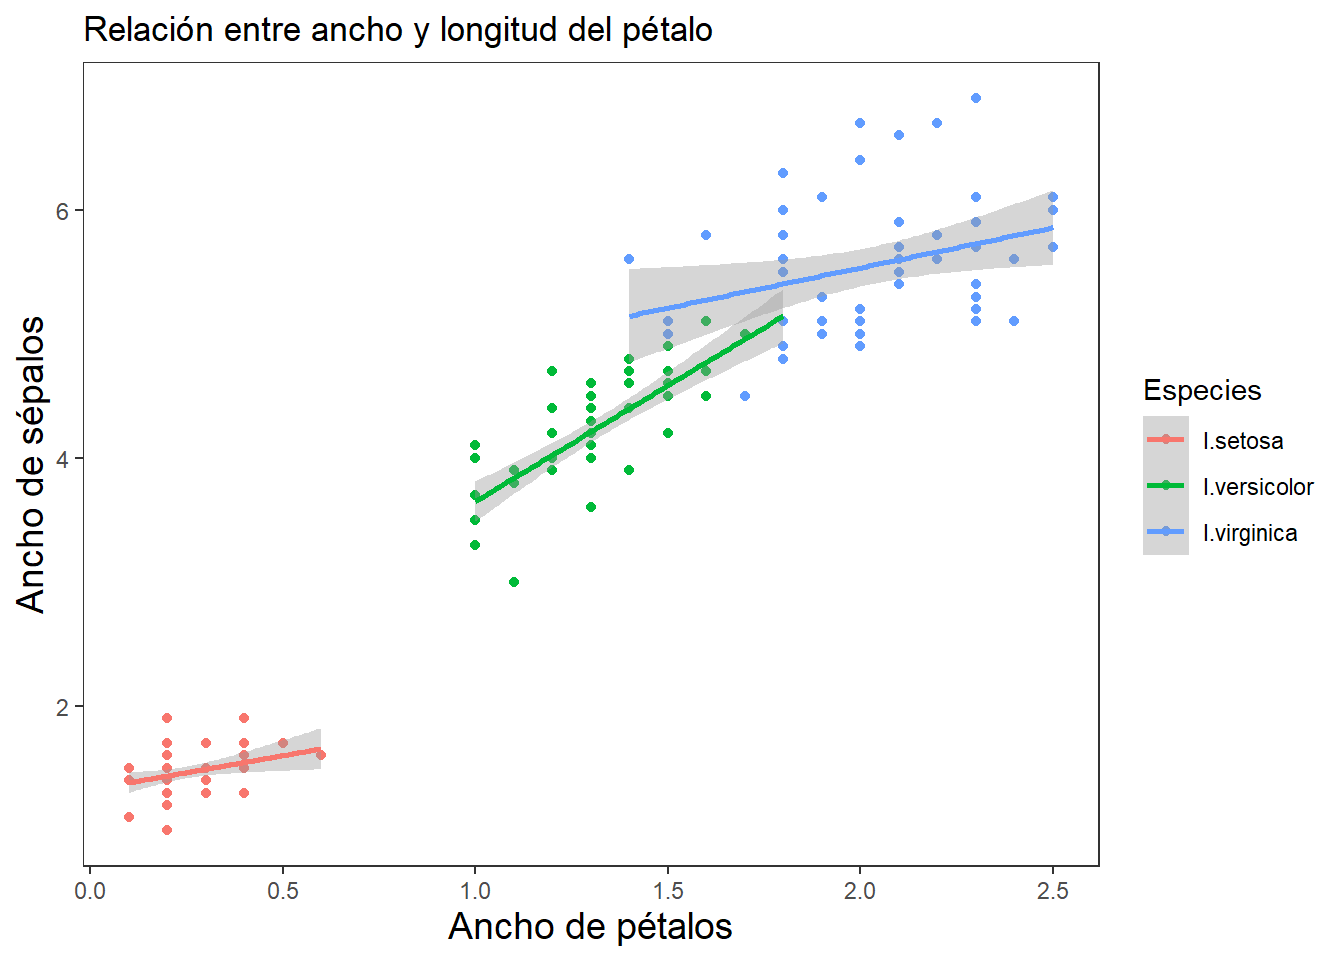 Relación entre ancho y longitud del pétalo
6
4
2
Ancho de sépalos
0.0 0.5 1.0 1.5 2.0 2.5
Ancho de pétalos
Especies
I.setosa
I.versicolor
I.virginica